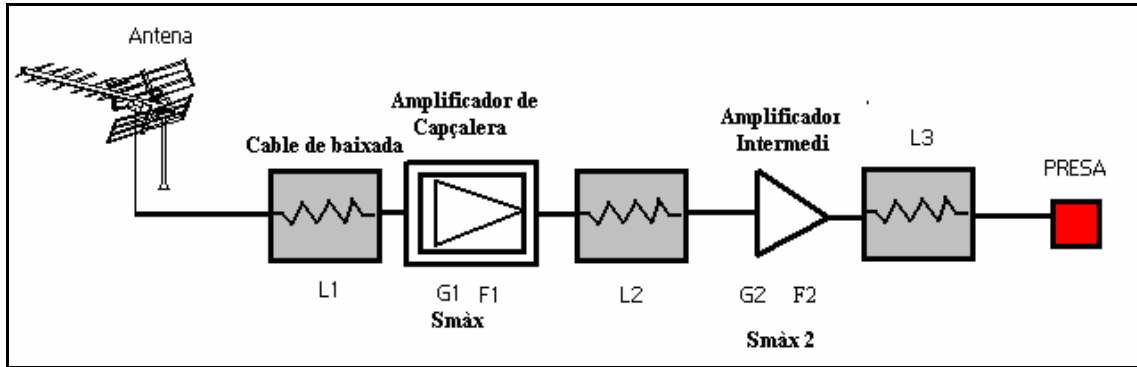 Antena
Cable de baixada
Amplificador de
Capçalera
Amplificador
Intermedi
L3
PRESA
L1
G1 F1
Smàx
L2
G2 F2
Smàx 2